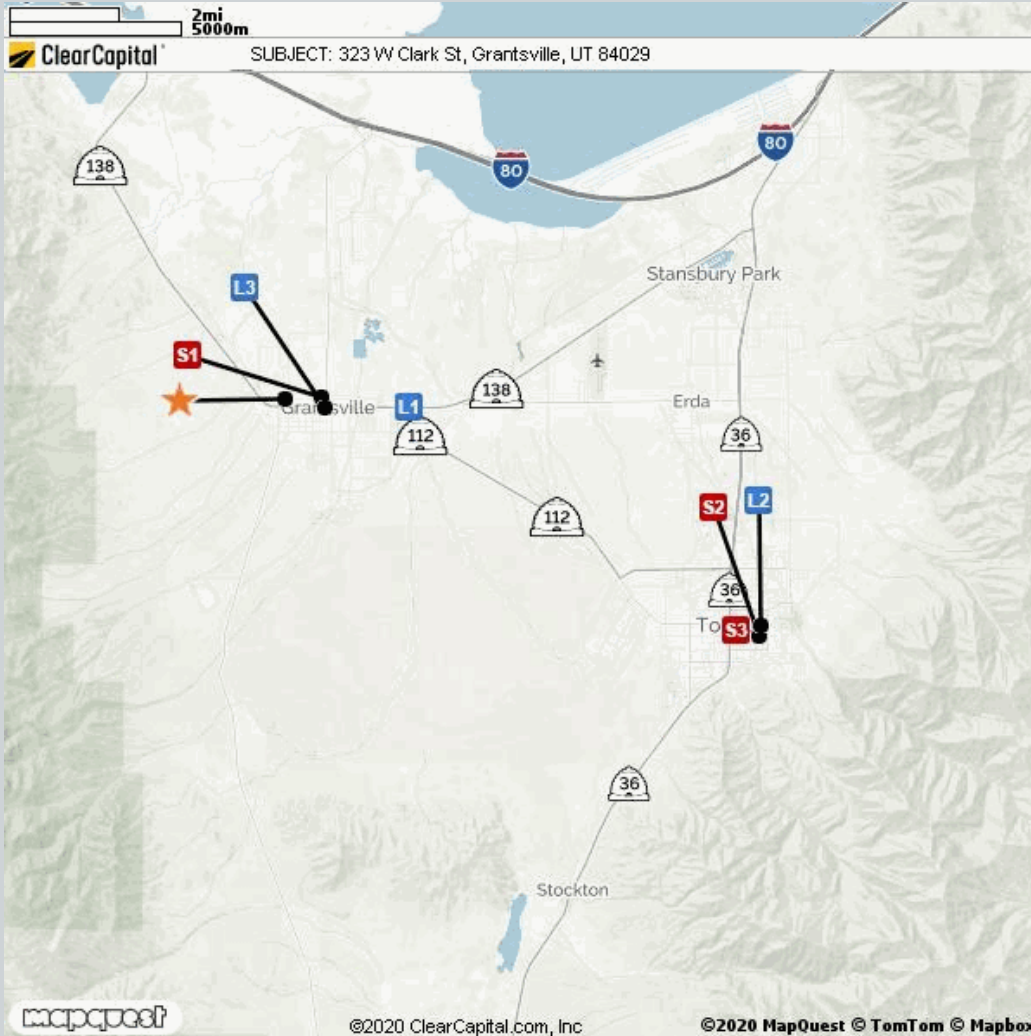 2mi
5000m
ClearCapital
SUBJECT: 323 W Clark St, Grantsville, UT 84029
138
80
80
Stansbury Park
L3
S1
138
Grantsville
L1
Erda
112
36
S2
L2
112
36
To
S3
36
Stockton
mapquest
©2020 ClearCapital.com, Inc
©2020 MapQuest © TomTom © Mapbox